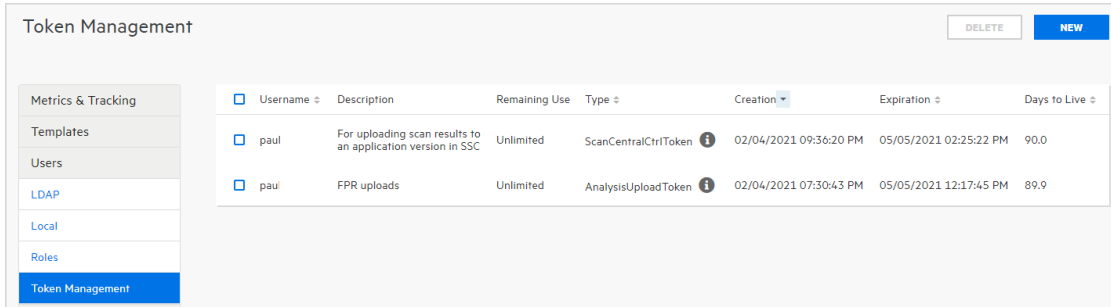 Token Management
DELETE
NEW
Metrics & Tracking
Templates
Users
LDAP
Local
Roles
Token Management
Username Description Remaining Use Type Creation Expiration Days to Live
paul For uploading scan results to
an application version in SSC Unlimited ScanCentralCtrlToken 02/04/2021 09:36:20 PM 05/05/2021 02:25:22 PM 90.0
paul FPR uploads Unlimited AnalysisUploadToken 02/04/2021 07:30:43 PM 05/05/2021 12:17:45 PM 89.9